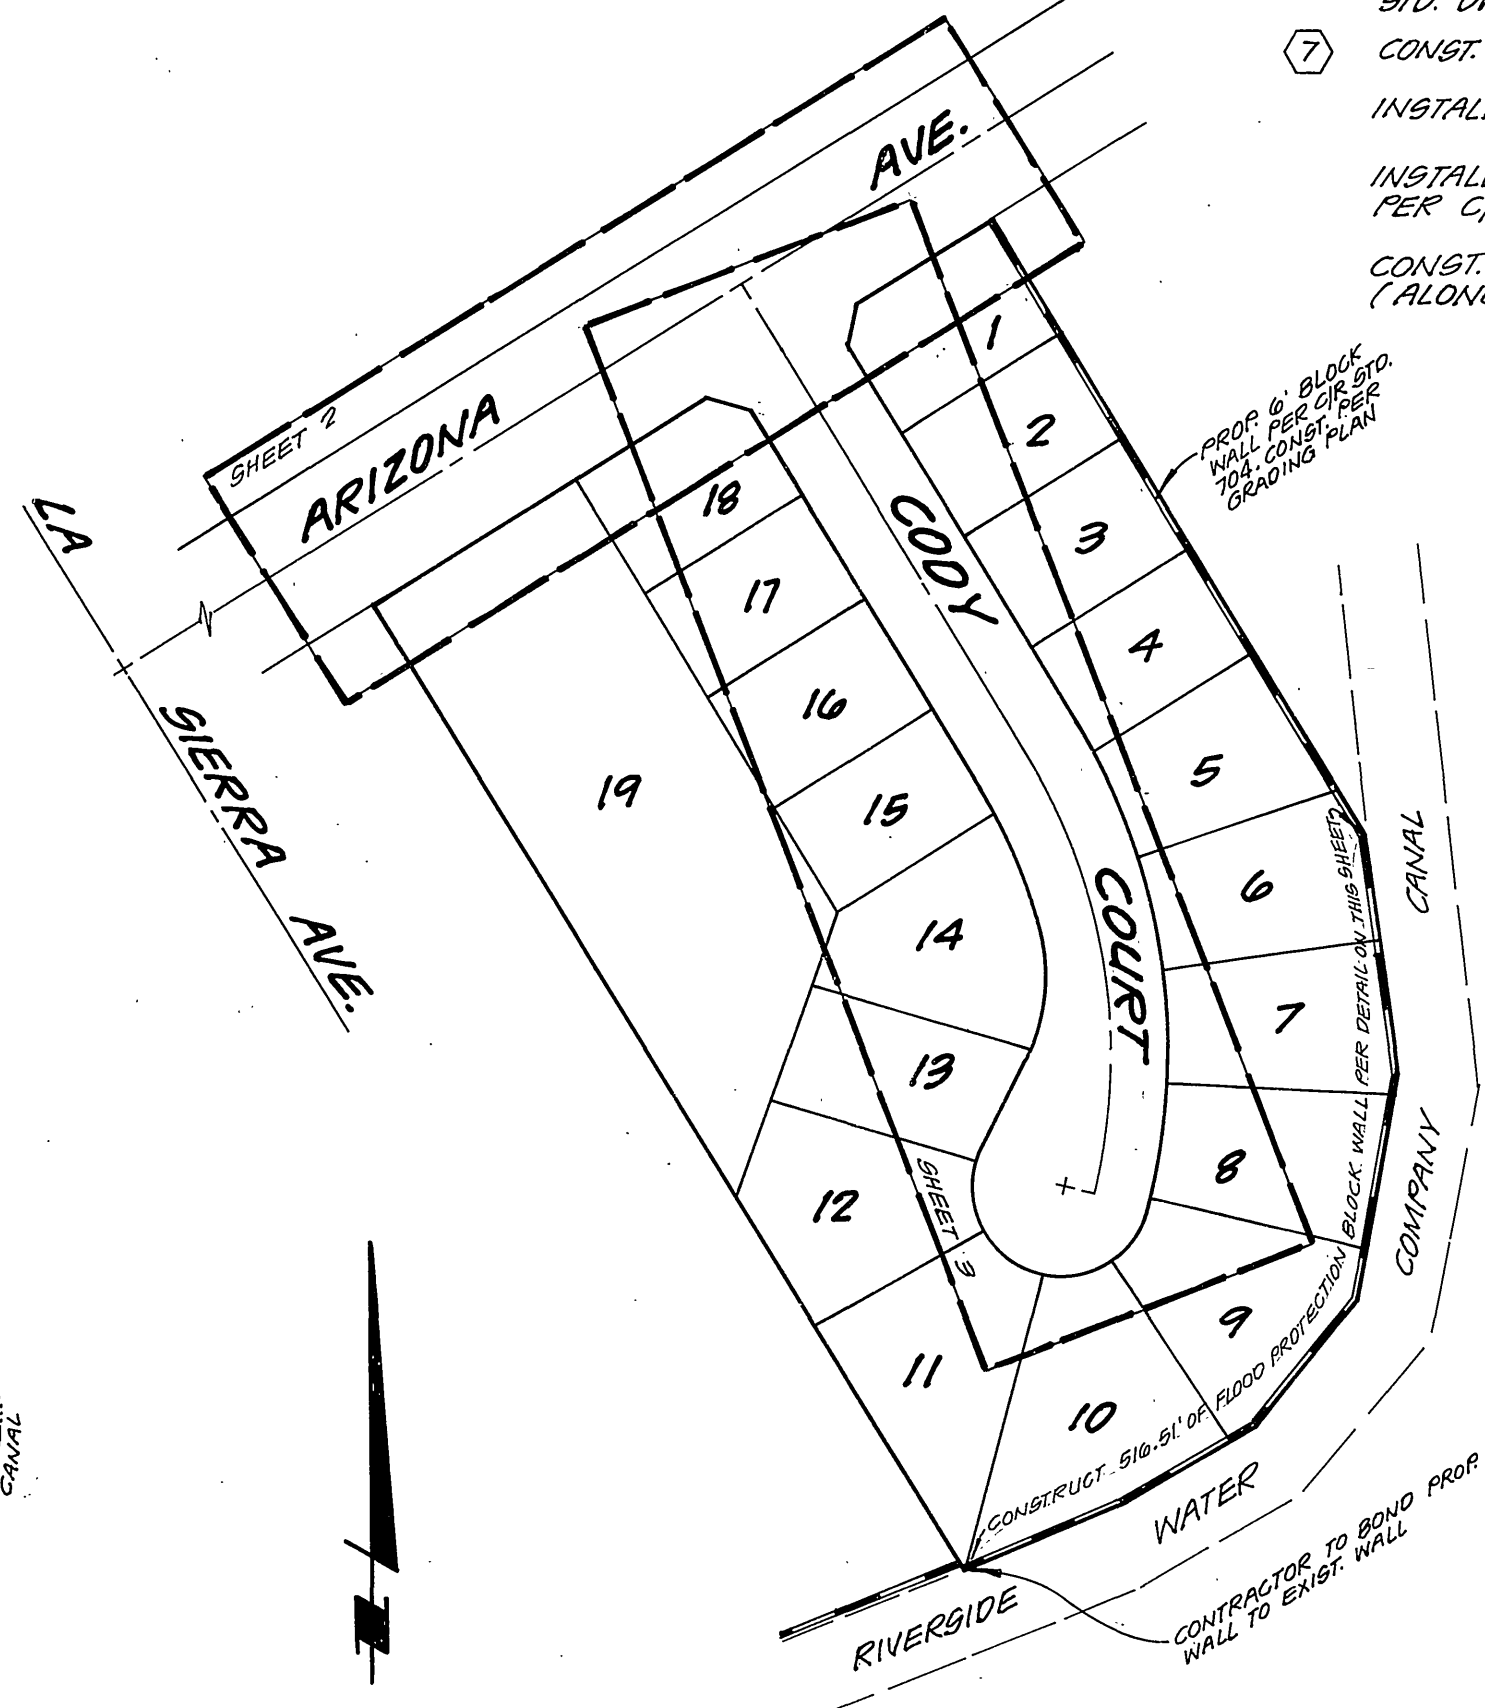 7
CONST.
INSTALL
INSTALL
CONST.
AVE.
SHEET 2
ARIZONA
PROP. 6' BLOCK
WALL PER C/R STD.
704. CONST. PER
GRADING PLAN
LA
SIERRA
AVE.
CODY
COURT
1
2
3
4
5
6
7
8
9
10
11
12
13
14
15
16
17
18
19
SHEET 3
CONSTRUCT 516.51' OF FLOOD PROTECTION BLOCK WALL PER DETAIL ON THIS SHEET
CANAL
COMPANY
WATER
RIVERSIDE
CONTRACTOR TO BOND PROP.
WALL TO EXIST. WALL
CANAL